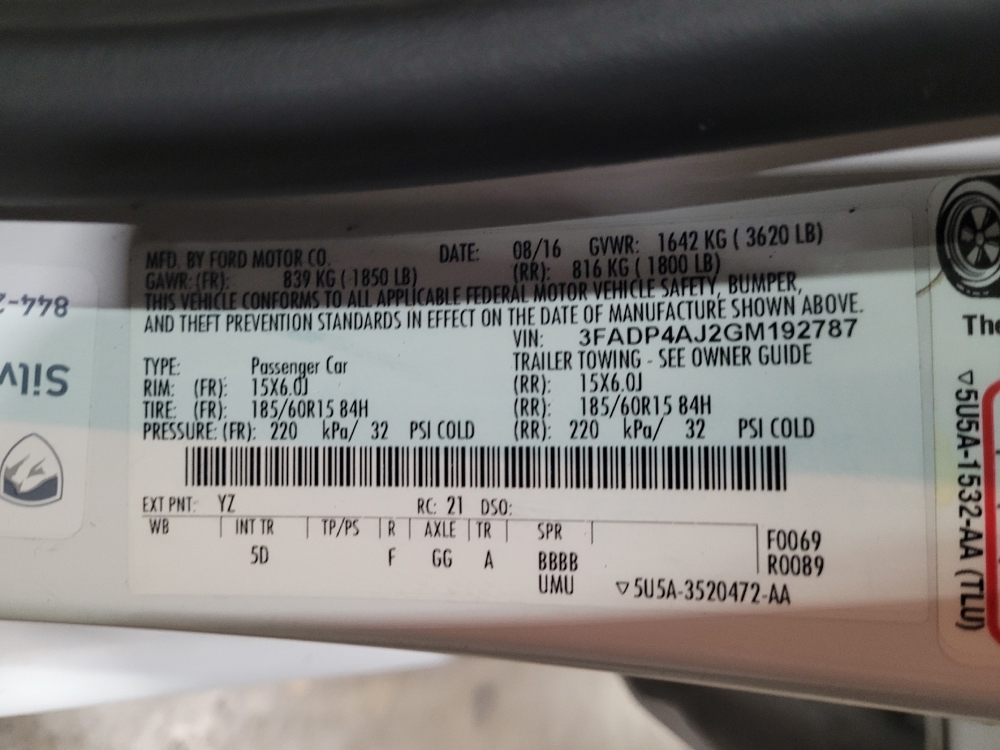 MFD. BY FORD MOTOR CO. DATE: 08/16 GVWR: 1642 KG ( 3620 LB)
GAWR: (FR): 839 KG ( 1850 LB) (RR): 816 KG ( 1800 LB)
THIS VEHICLE CONFORMS TO ALL APPLICABLE FEDERAL MOTOR VEHICLE SAFETY, BUMPER,
AND THEFT PREVENTION STANDARDS IN EFFECT ON THE DATE OF MANUFACTURE SHOWN ABOVE.
VIN: 3FADP4AJ2GM192787
TYPE: Passenger Car TRAILER TOWING - SEE OWNER GUIDE
RIM: (FR): 15X6.0J (RR): 15X6.0J
TIRE: (FR): 185/60R15 84H (RR): 185/60R15 84H
PRESSURE: (FR): 220 kPa/ 32 PSI COLD (RR): 220 kPa/ 32 PSI COLD
EXT PNT: YZ RC: 21 DSO:
WB INT TR TP/PS R AXLE TR SPR F0069
5D F GG A BBBB R0089
UMU ▽5U5A-3520472-AA
844-2
Silv
The
▽5U5A-1532-AA (TLU)